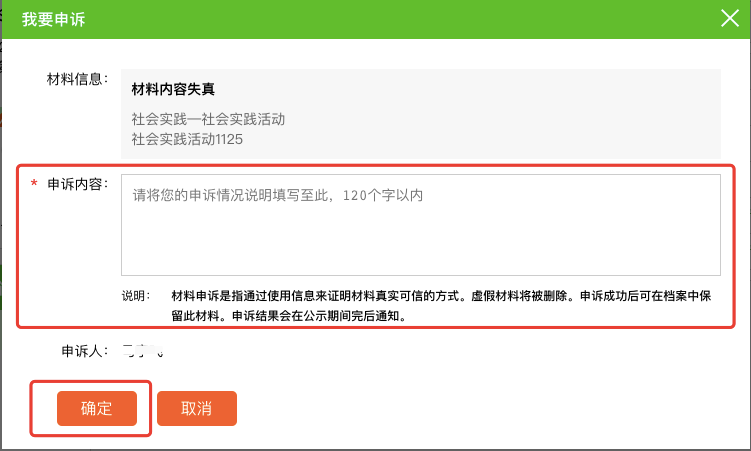 我要申诉
材料信息：
材料内容失真
社会实践—社会实践活动
社会实践活动1125
* 申诉内容：
请将您的申诉情况说明填写至此，120个字以内
说明：
材料申诉是指通过使用信息来证明材料真实可信的方式。虚假材料将被删除。申诉成功后可在档案中保
留此材料。申诉结果会在公示期间完后通知。
申诉人：
确定
取消